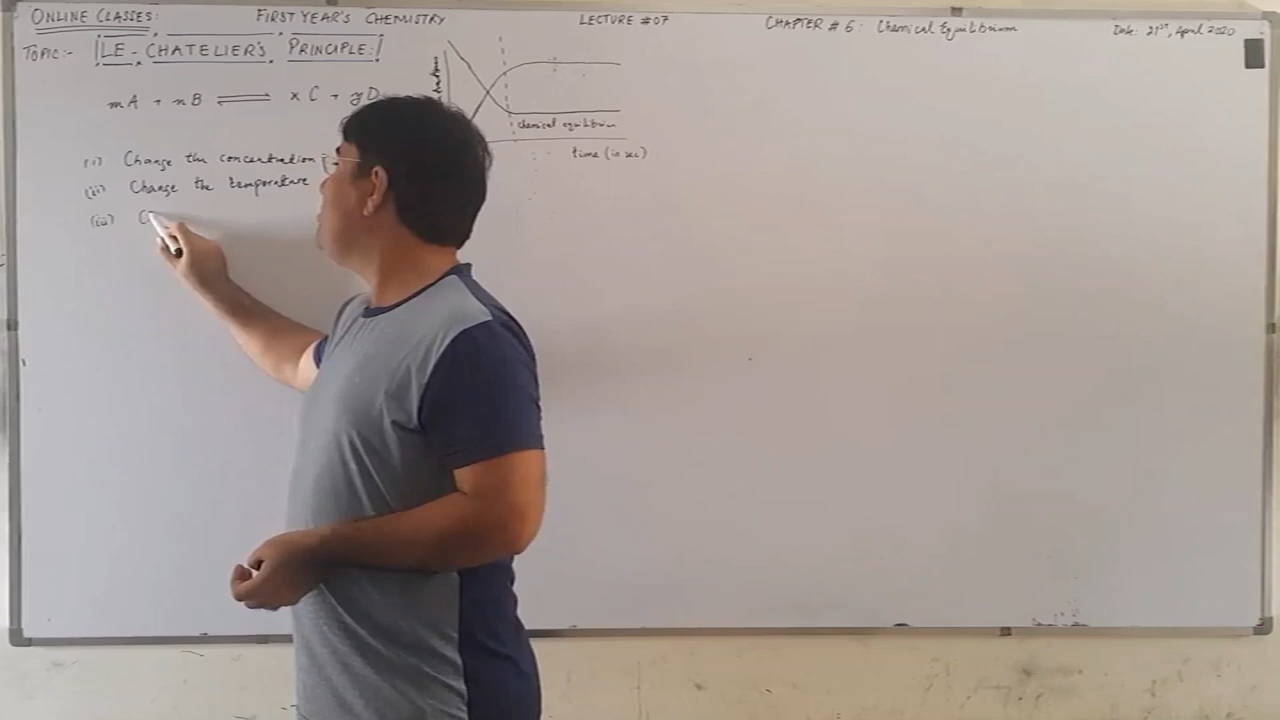 ONLINE CLASSES: FIRST YEAR'S CHEMISTRY LECTURE #07 CHAPTER # 6: Chemical Equilibrium Date: 21st, April 2020
TOPIC:- LE-CHATELIER'S PRINCIPLE:
mA + nB ⇌ xC + yD
chemical equilibrium
time (in sec)
(i) Change the concentration
(ii) Change the temperature
(iii) C